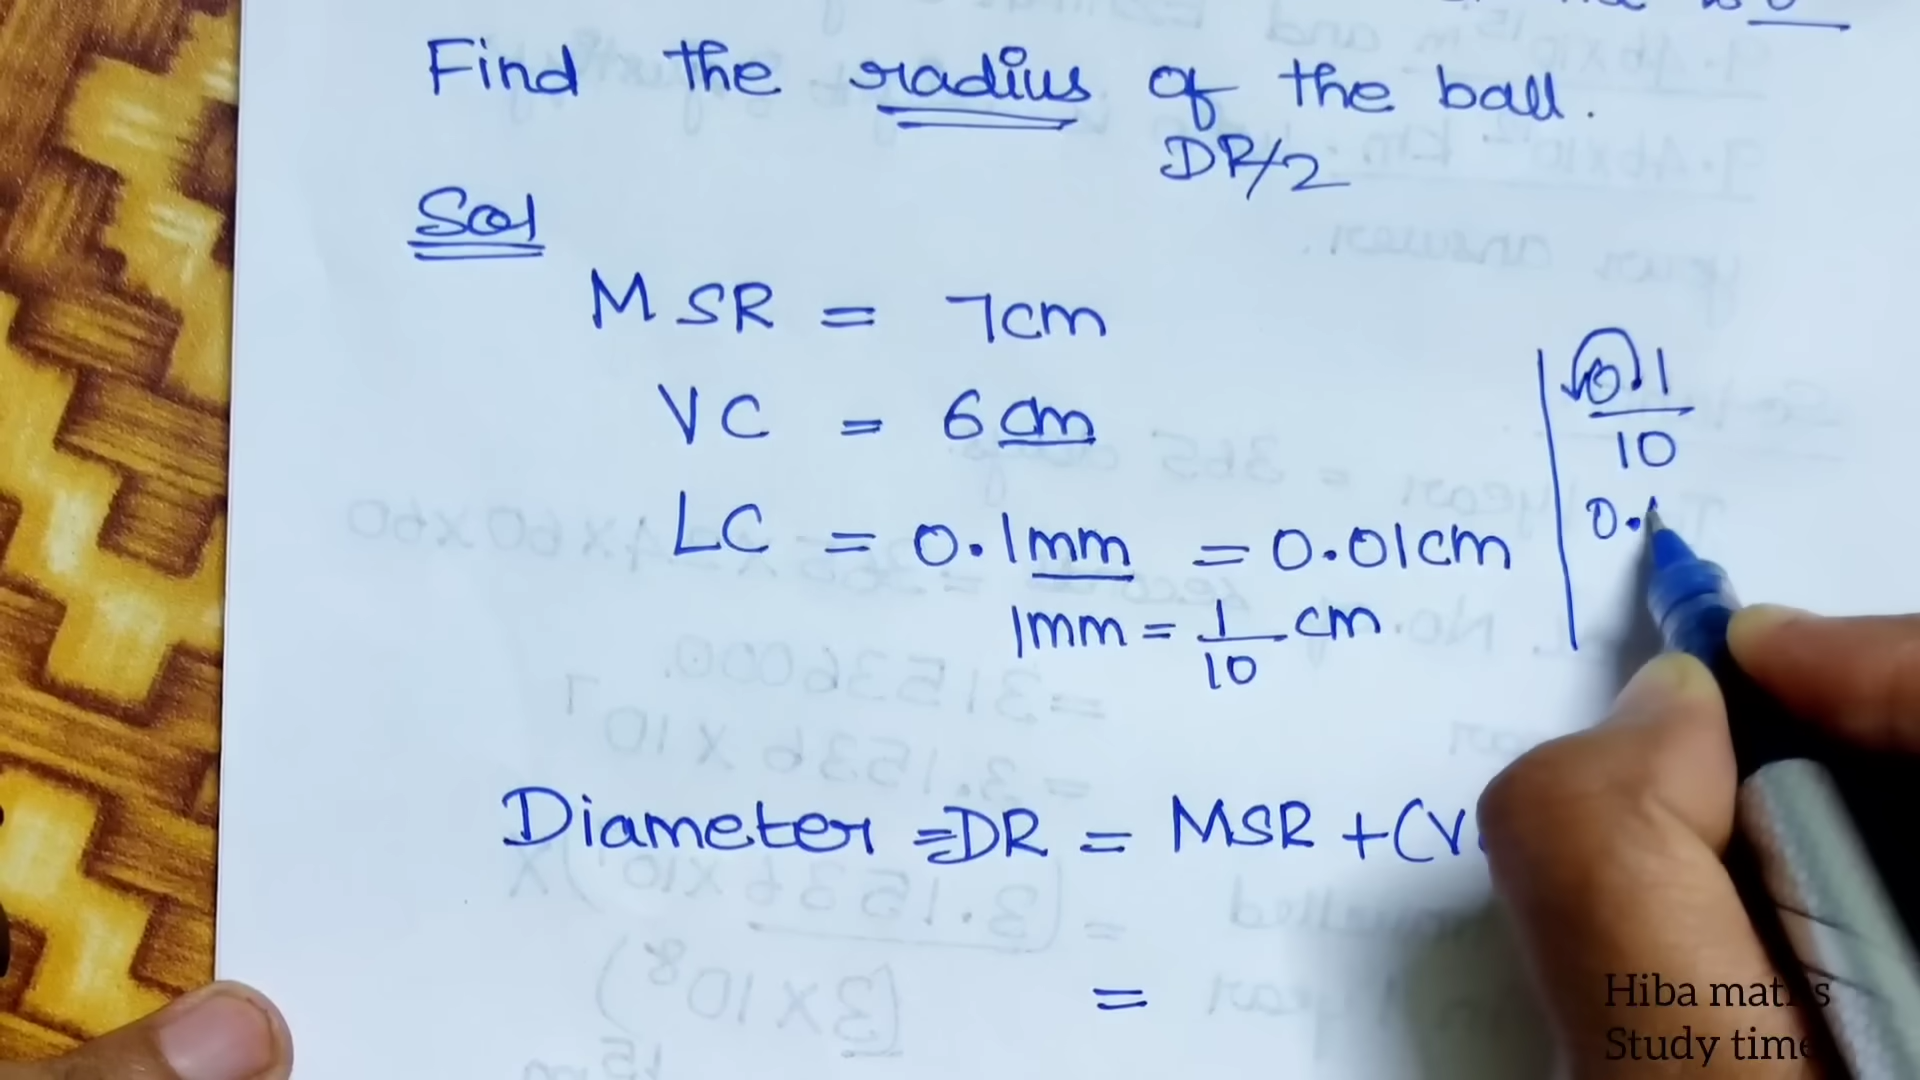 Find the radius of the ball.
DR/2
Sol
MSR = 7cm
VC = 6 cm
LC = 0.1mm = 0.01cm
1mm = 1/10 cm
0.1
10
0.
Diameter =DR = MSR + (V
=
Hiba maths
Study time